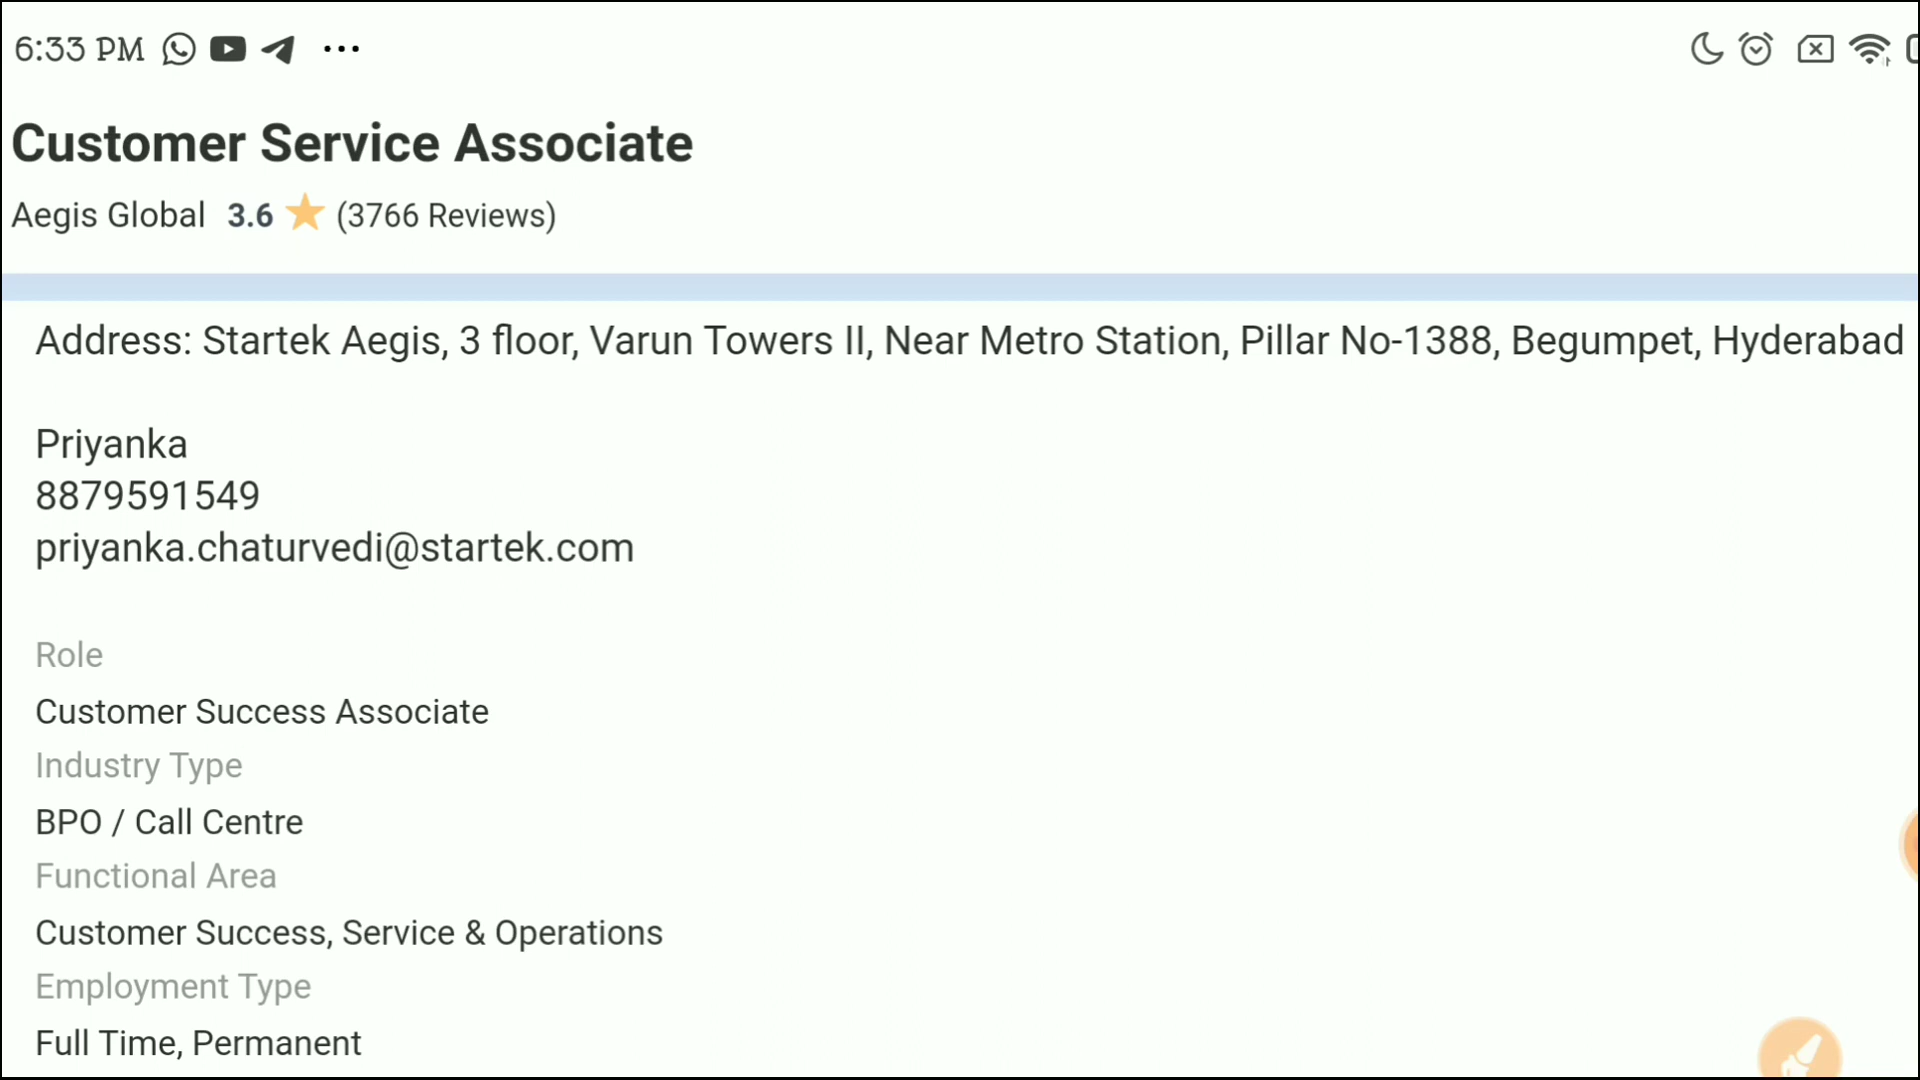 6:33 PM
Customer Service Associate
Aegis Global 3.6 (3766 Reviews)
Address: Startek Aegis, 3 floor, Varun Towers II, Near Metro Station, Pillar No-1388, Begumpet, Hyderabad
Priyanka
8879591549
priyanka.chaturvedi@startek.com
Role
Customer Success Associate
Industry Type
BPO / Call Centre
Functional Area
Customer Success, Service & Operations
Employment Type
Full Time, Permanent